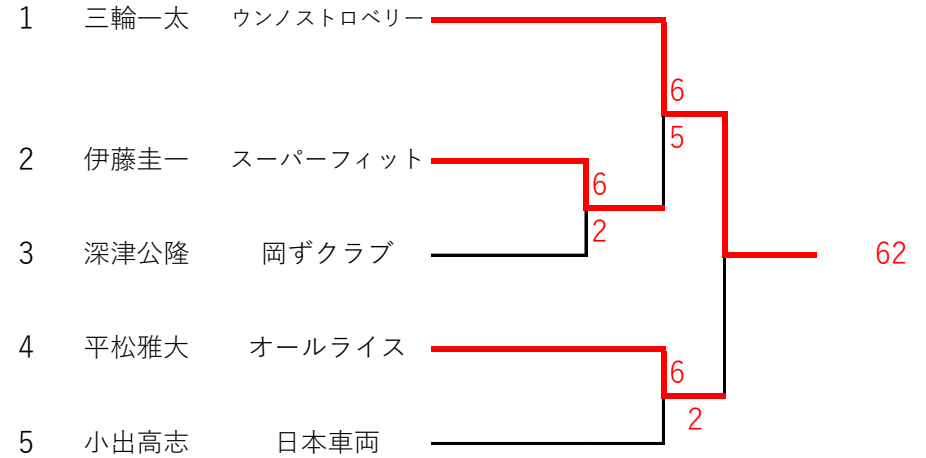 1 三輪一太 ウンノストロベリー
6
5
2 伊藤圭一 スーパーフィット
6
2
3 深津公隆 岡ずクラブ
62
4 平松雅大 オールライス
6
2
5 小出高志 日本車両